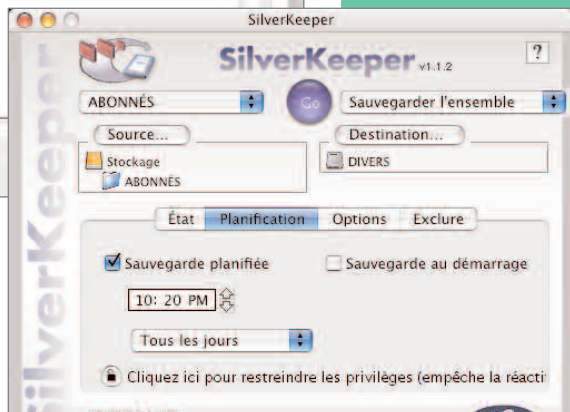 SilverKeeper
SilverKeeper v1.1.2
?
ABONNÉS
Go
Sauvegarder l'ensemble
Source...
Destination...
Stockage
ABONNÉS
DIVERS
État Planification Options Exclure
Sauvegarde planifiée
Sauvegarde au démarrage
10: 20 PM
Tous les jours
Cliquez ici pour restreindre les privilèges (empêche la réacti
SilverKeeper